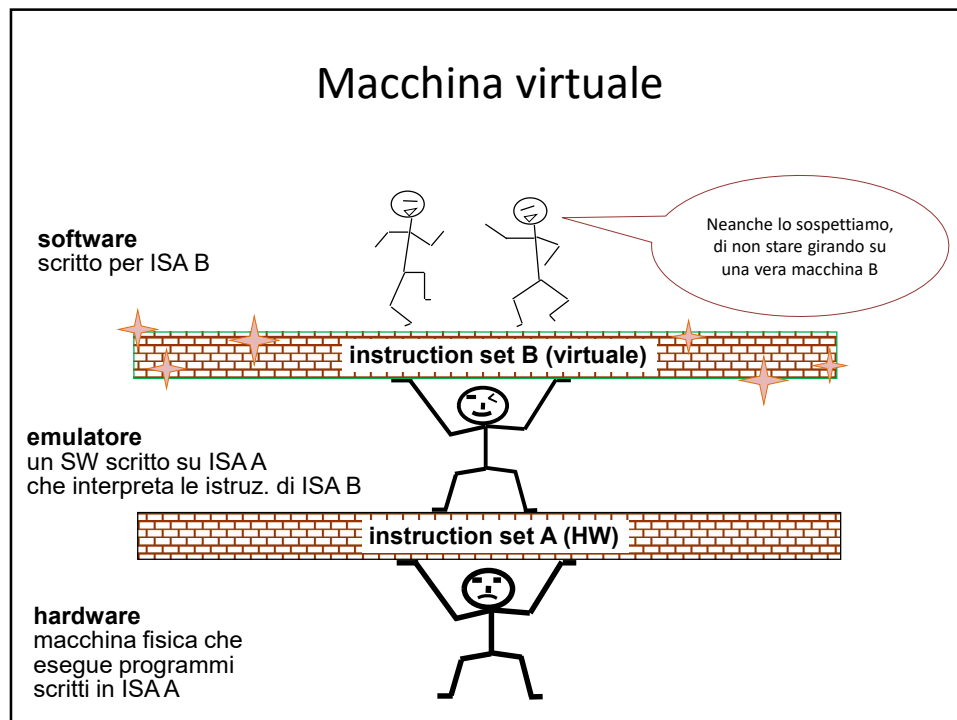 Macchina virtuale
software
scritto per ISA B
Neanche lo sospettiamo,
di non stare girando su
una vera macchina B
instruction set B (virtuale)
emulatore
un SW scritto su ISA A
che interpreta le istruz. di ISA B
instruction set A (HW)
hardware
macchina fisica che
esegue programmi
scritti in ISA A